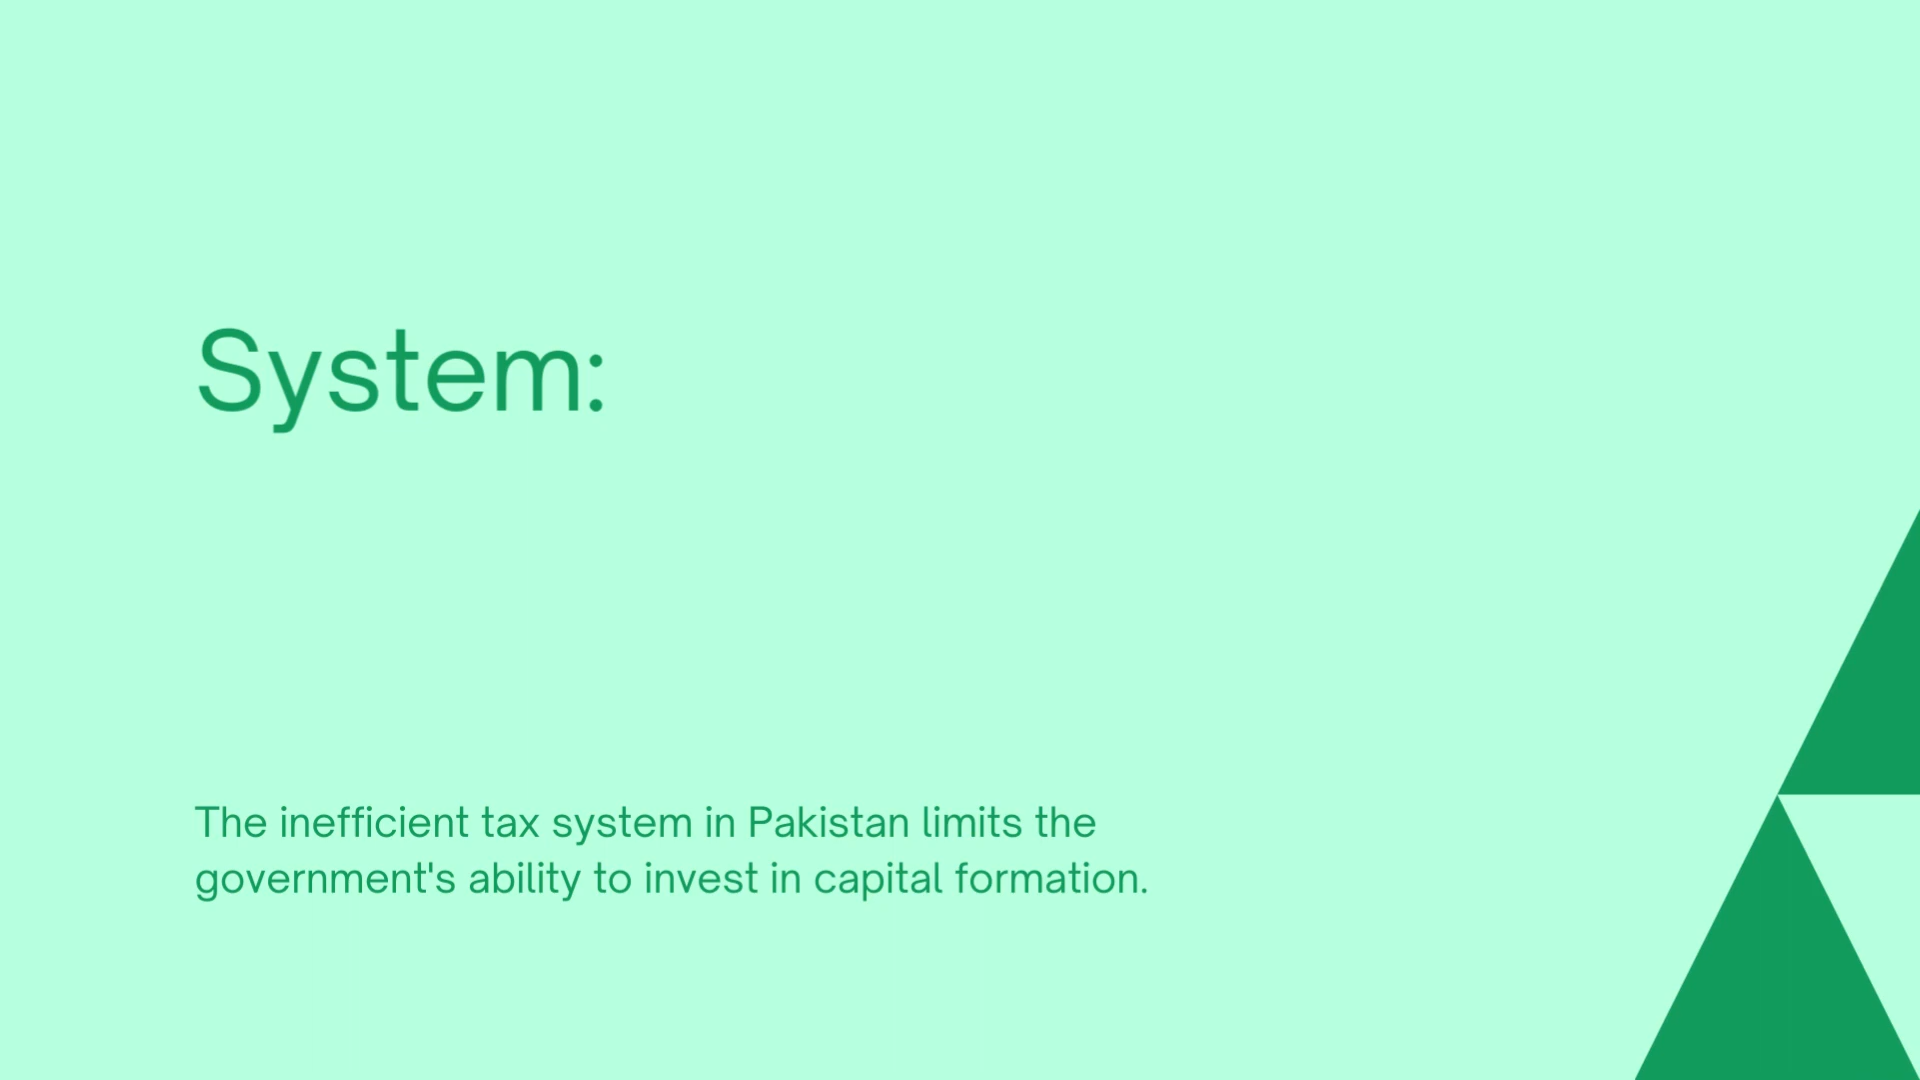 System:
The inefficient tax system in Pakistan limits the
government's ability to invest in capital formation.